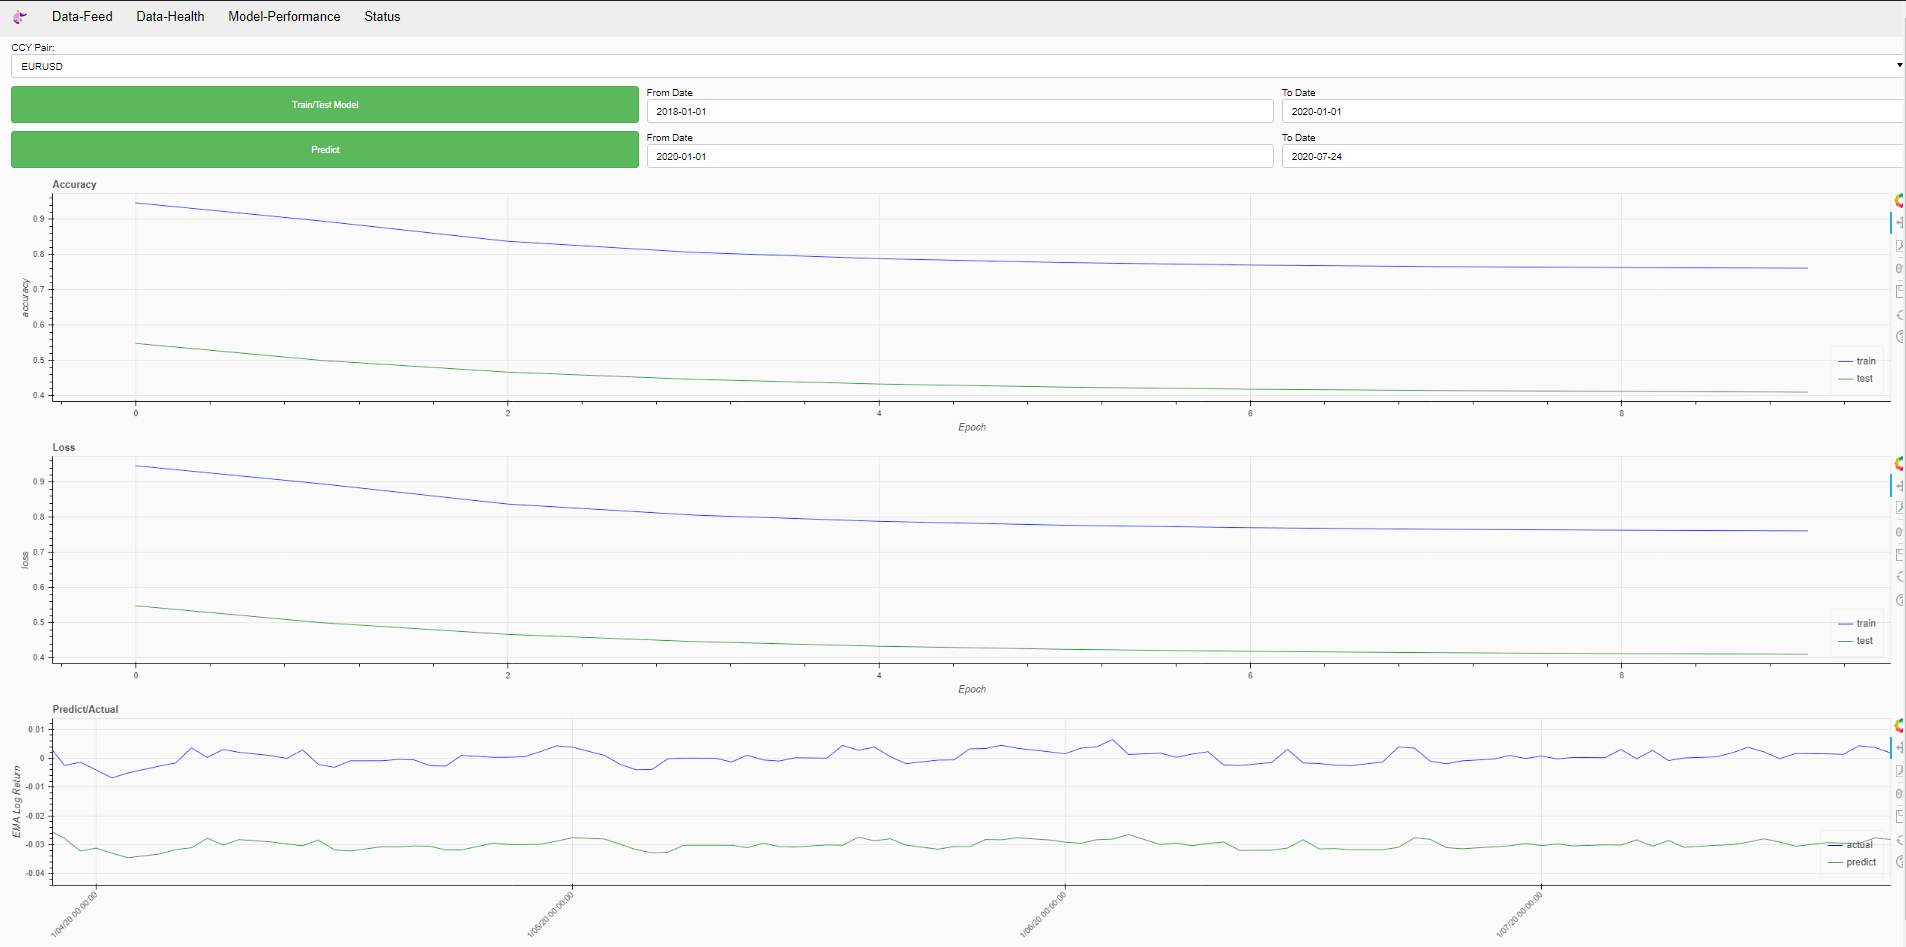 Data-Feed Data-Health Model-Performance Status
CCY Pair:
EURUSD
Train/Test Model
From Date
2018-01-01
To Date
2020-01-01
Predict
From Date
2020-01-01
To Date
2020-07-24
Accuracy
accuracy
0.9
0.8
0.7
0.6
0.5
0.4
train
test
0 2 4 6 8
Epoch
Loss
loss
0.9
0.8
0.7
0.6
0.5
0.4
train
test
0 2 4 6 8
Epoch
Predict/Actual
EMA Log Return
0.01
0
-0.01
-0.02
-0.03
-0.04
actual
predict
1/04/20 00:00:00 1/05/20 00:00:00 1/06/20 00:00:00 1/07/20 00:00:00